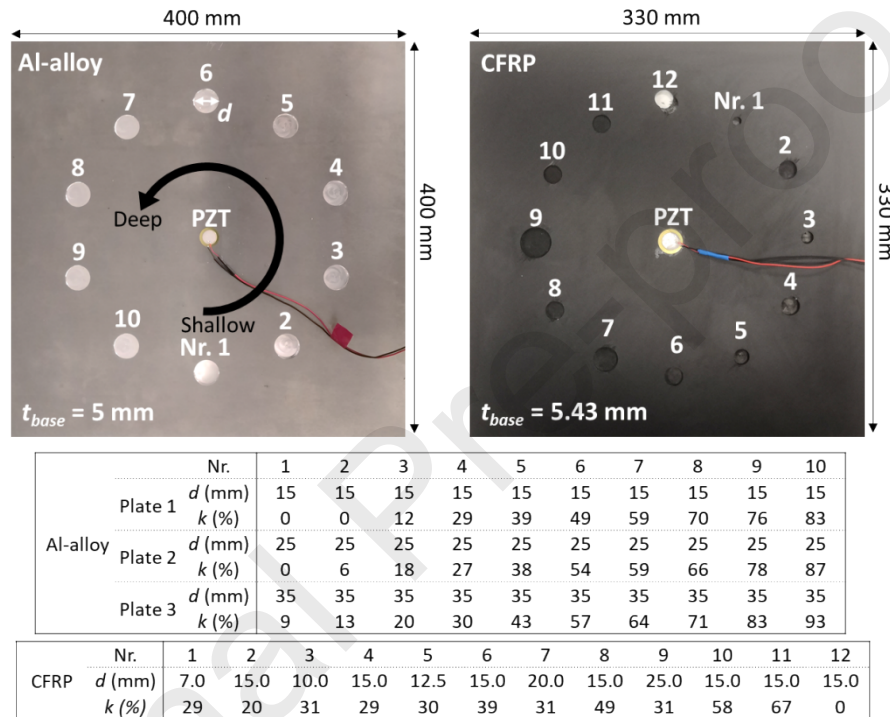 400 mm
330 mm
Al-alloy
CFRP
400 mm
330 mm
6
d
7
5
8
4
Deep
PZT
9
3
Shallow
10
Nr. 1
2
t_base = 5 mm
12
Nr. 1
11
2
10
9
PZT
3
8
4
7
6
5
t_base = 5.43 mm
Nr. 1 2 3 4 5 6 7 8 9 10
Al-alloy
Plate 1 d (mm) 15 15 15 15 15 15 15 15 15 15
k (%) 0 0 12 29 39 49 59 70 76 83
Plate 2 d (mm) 25 25 25 25 25 25 25 25 25 25
k (%) 0 6 18 27 38 54 59 66 78 87
Plate 3 d (mm) 35 35 35 35 35 35 35 35 35 35
k (%) 9 13 20 30 43 57 64 71 83 93
Nr. 1 2 3 4 5 6 7 8 9 10 11 12
CFRP d (mm) 7.0 15.0 10.0 15.0 12.5 15.0 20.0 15.0 25.0 15.0 15.0 15.0
k (%) 29 20 31 29 30 39 31 49 31 58 67 0
nal Pre-proo